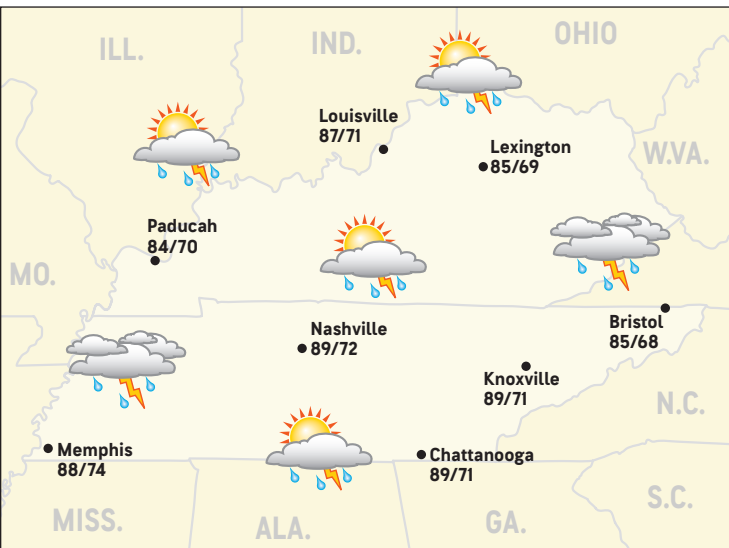 ILL.
IND.
OHIO
Louisville
87/71
Lexington
85/69
W.VA.
Paducah
84/70
MO.
Nashville
89/72
Bristol
85/68
Knoxville
89/71
N.C.
Memphis
88/74
Chattanooga
89/71
S.C.
MISS.
ALA.
GA.